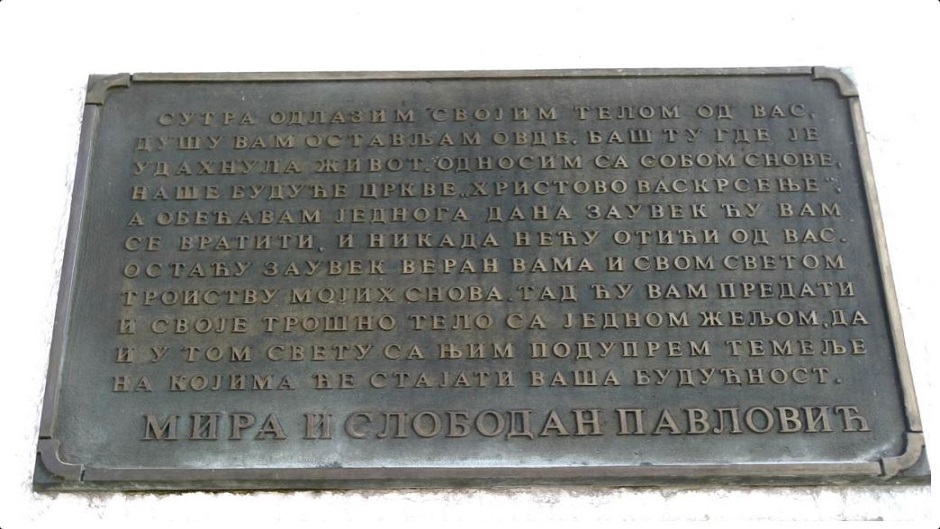 СУТРА ОДЛАЗИМ СВОЈИМ ТЕЛОМ ОД ВАС,
ДУШУ ВАМ ОСТАВЉАМ ОВДЕ. БАШ ТУ ГДЕ ЈЕ
УДАХНУЛА ЖИВОТ. ОДНОСИМ СА СОБОМ СНОВЕ,
НАШЕ БУДУЋЕ ЦРКВЕ „ХРИСТОВО ВАСКРСЕЊЕ“,
А ОБЕЋАВАМ ЈЕДНОГА ДАНА ЗАУВЕК ЋУ ВАМ
СЕ ВРАТИТИ, И НИКАДА НЕЋУ ОТИЋИ ОД ВАС.
ОСТАЋУ ЗАУВЕК ВЕРАН ВАМА И СВОМ СВЕТОМ
ТРОИСТВУ МОЈИХ СНОВА. ТАД ЋУ ВАМ ПРЕДАТИ
И СВОЈЕ ТРОШНО ТЕЛО СА ЈЕДНОМ ЖЕЉОМ, ДА
И У ТОМ СВЕТУ СА ЊИМ ПОДУПРЕМ ТЕМЕЉЕ
НА КОЈИМА ЋЕ СТАЈАТИ ВАША БУДУЋНОСТ.
МИРА И СЛОБОДАН ПАВЛОВИЋ